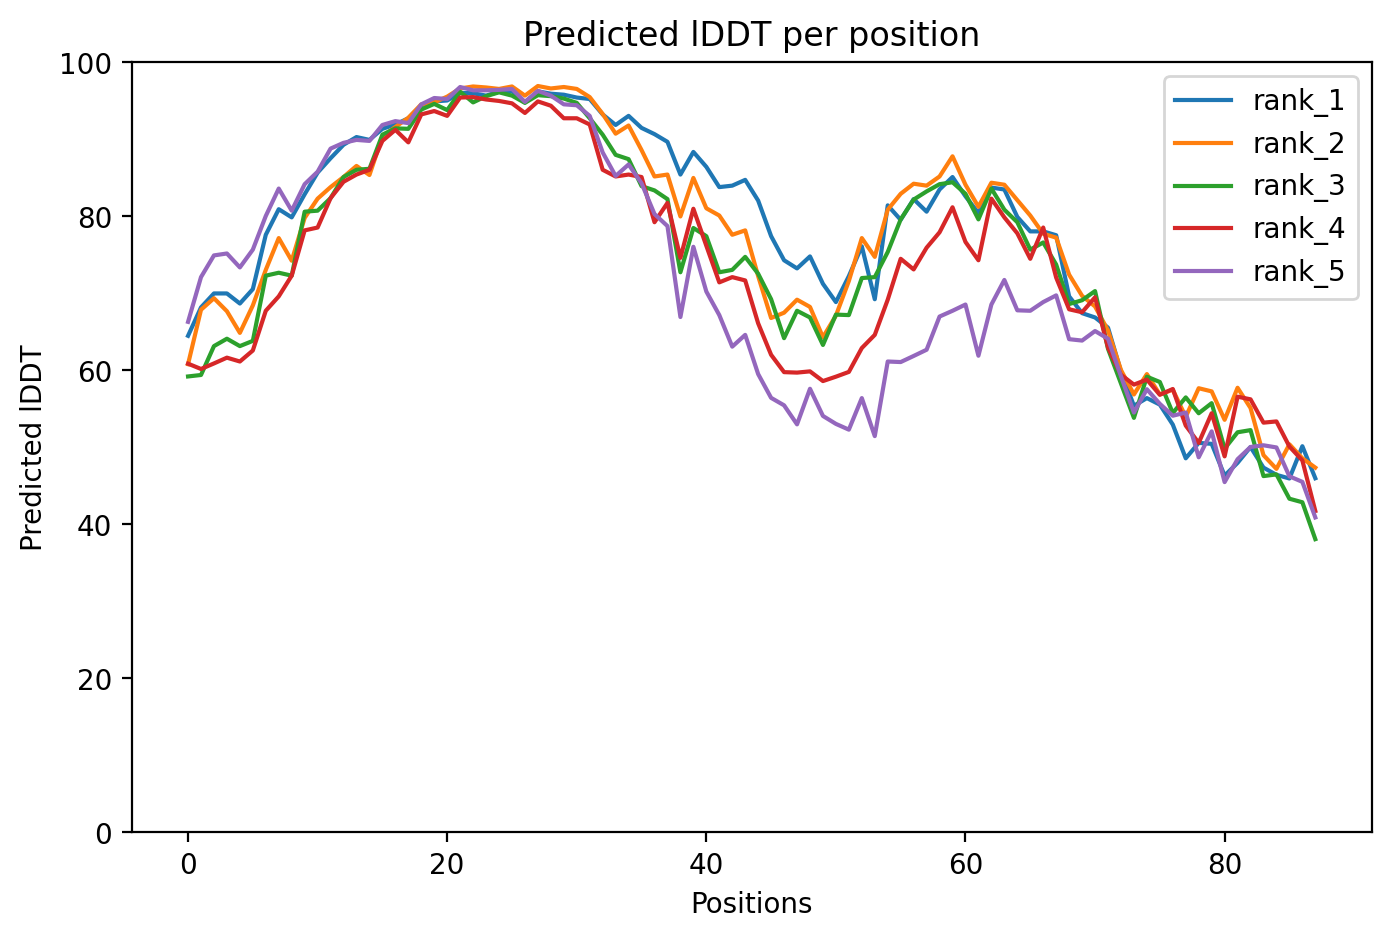 Predicted lDDT per position
100
80
60
40
20
0
Predicted lDDT
0 20 40 60 80
Positions
rank_1
rank_2
rank_3
rank_4
rank_5